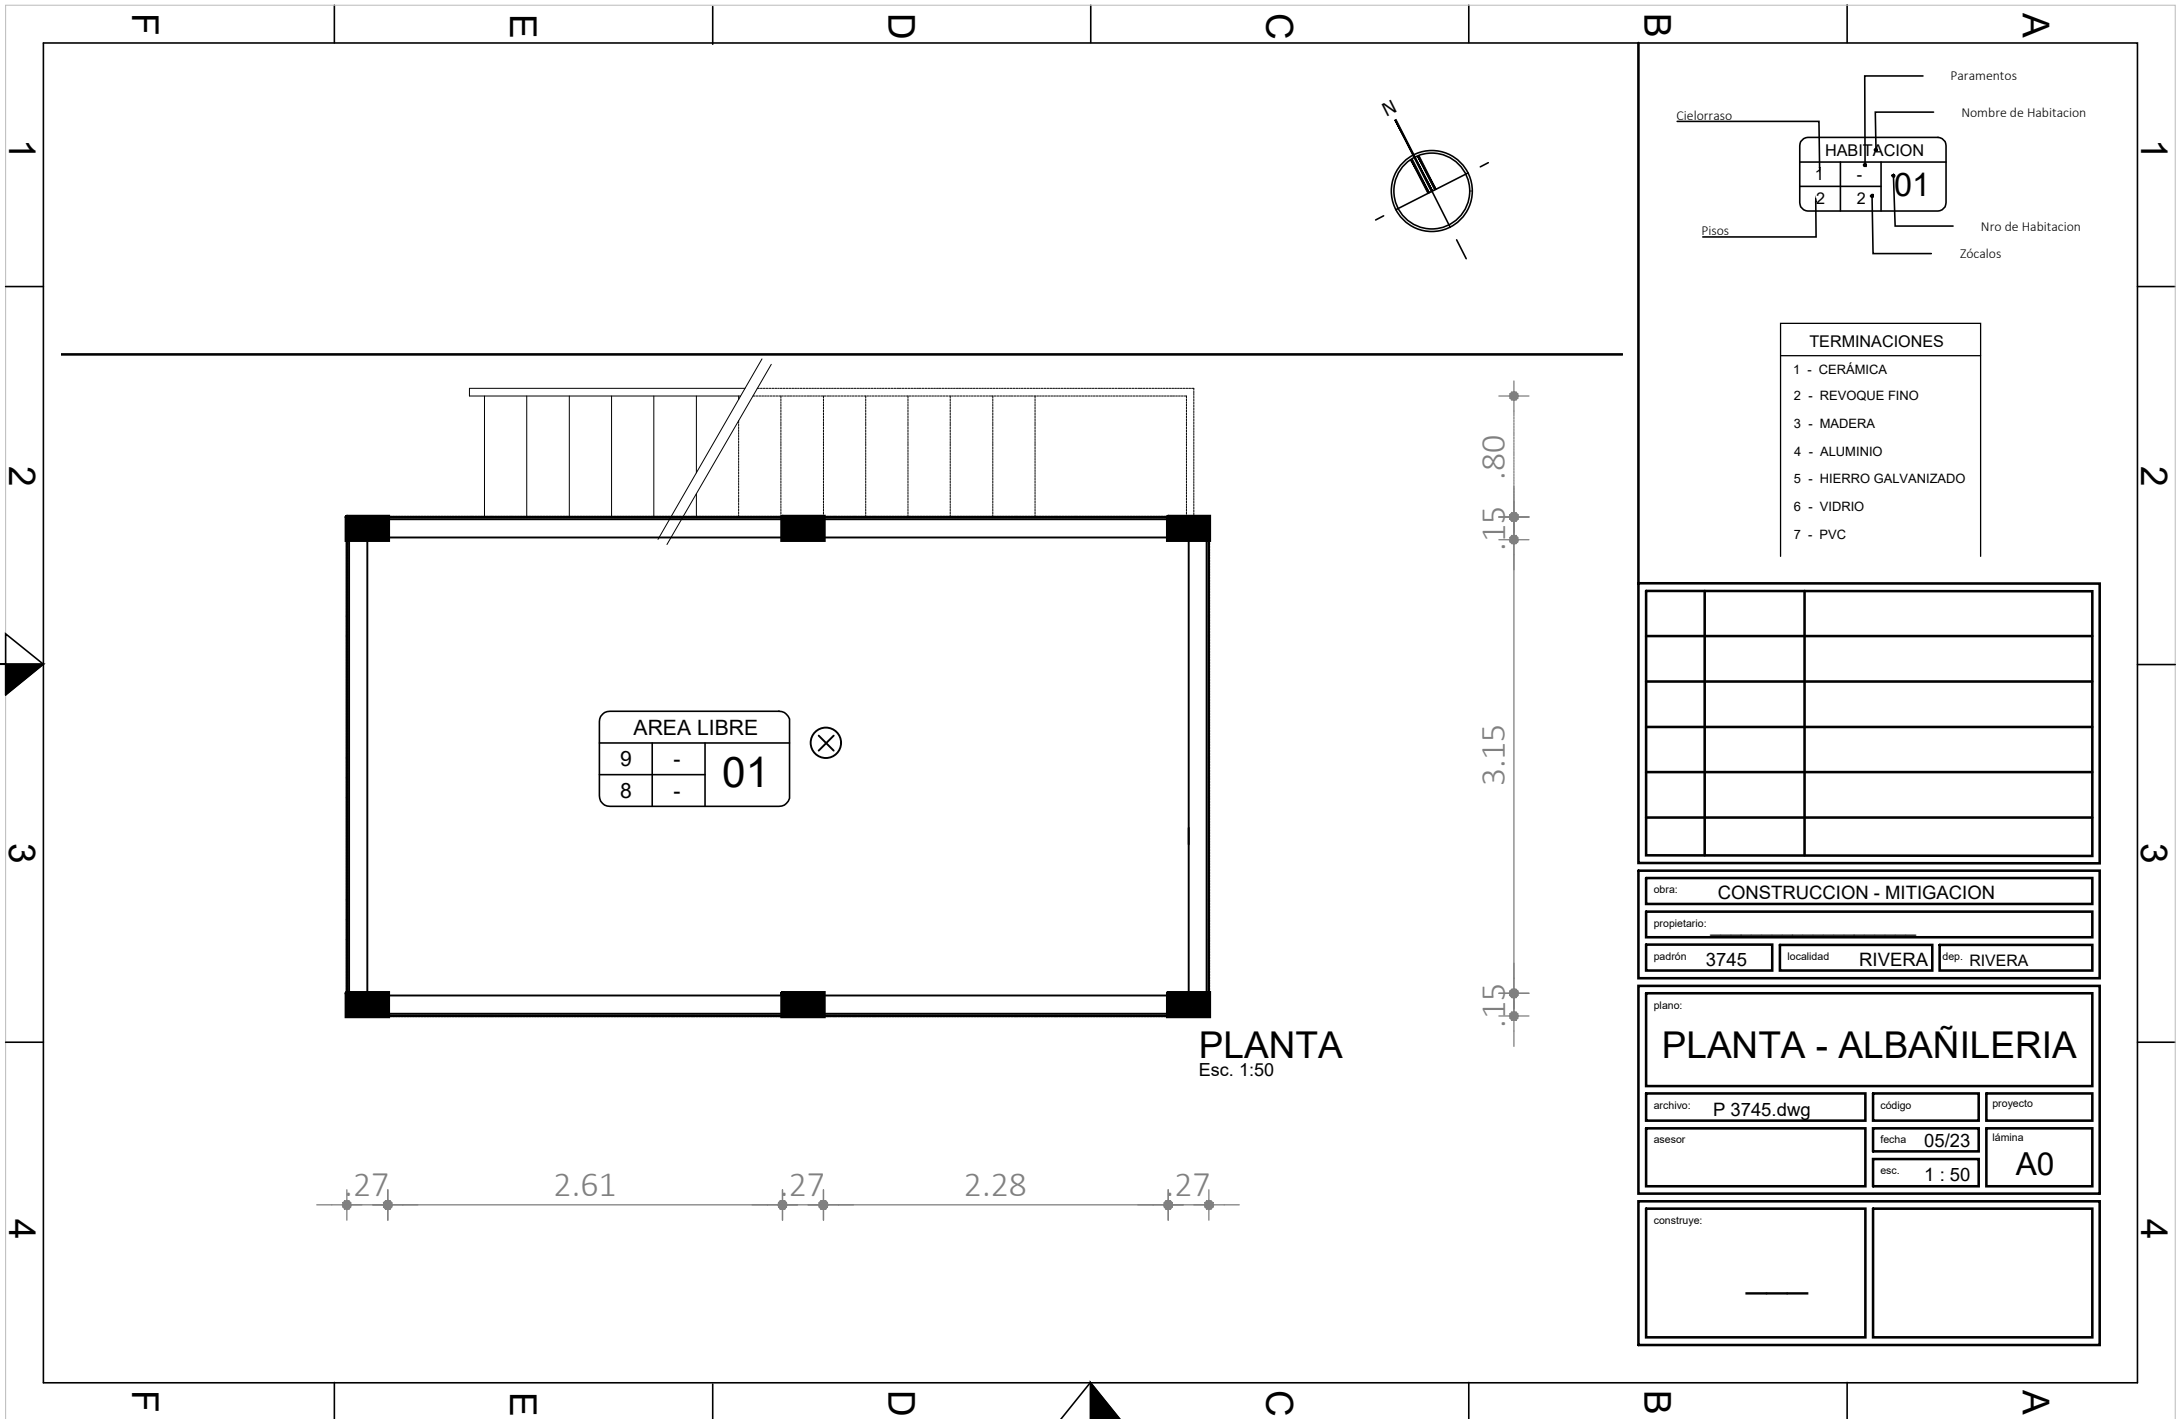 F E D C B A
1
1
N
Paramentos
Cielorraso
Nombre de Habitacion
HABITACION
1 - 01
2 2
Pisos
Nro de Habitacion
Zócalos
TERMINACIONES
1 - CERÁMICA
2 - REVOQUE FINO
3 - MADERA
4 - ALUMINIO
5 - HIERRO GALVANIZADO
6 - VIDRIO
7 - PVC
2
2
.80
.15
3.15
.15
AREA LIBRE
9 - 01
8 -
3
3
PLANTA
Esc. 1:50
.27 2.61 .27 2.28 .27
obra: CONSTRUCCION - MITIGACION
propietario:
padrón 3745 localidad RIVERA dep. RIVERA
plano:
PLANTA - ALBAÑILERIA
archivo: P 3745.dwg código proyecto
asesor fecha 05/23 lámina
esc. 1 : 50 A0
construye:
4
4
F E D C B A